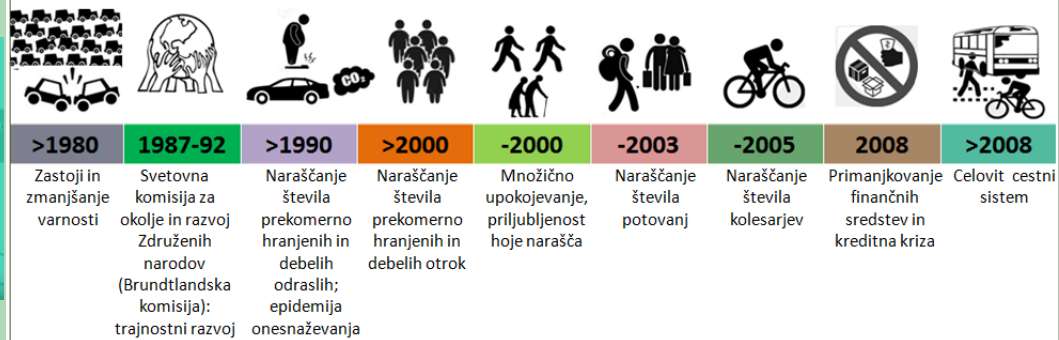 CO₂
>1980
Zastoji in
zmanjšanje
varnosti
1987-92
Svetovna
komisija za
okolje in razvoj
Združenih
narodov
(Brundtlandska
komisija):
trajnostni razvoj
>1990
Naraščanje
števila
prekomerno
hranjenih in
debelih
odraslih;
epidemija
onesnaževanja
>2000
Naraščanje
števila
prekomerno
hranjenih in
debelih otrok
-2000
Množično
upokojevanje,
priljubljenost
hoje narašča
-2003
Naraščanje
števila
potovanj
-2005
Naraščanje
števila
kolesarjev
2008
Primanjkovanje
finančnih
sredstev in
kreditna kriza
>2008
Celovit cestni
sistem